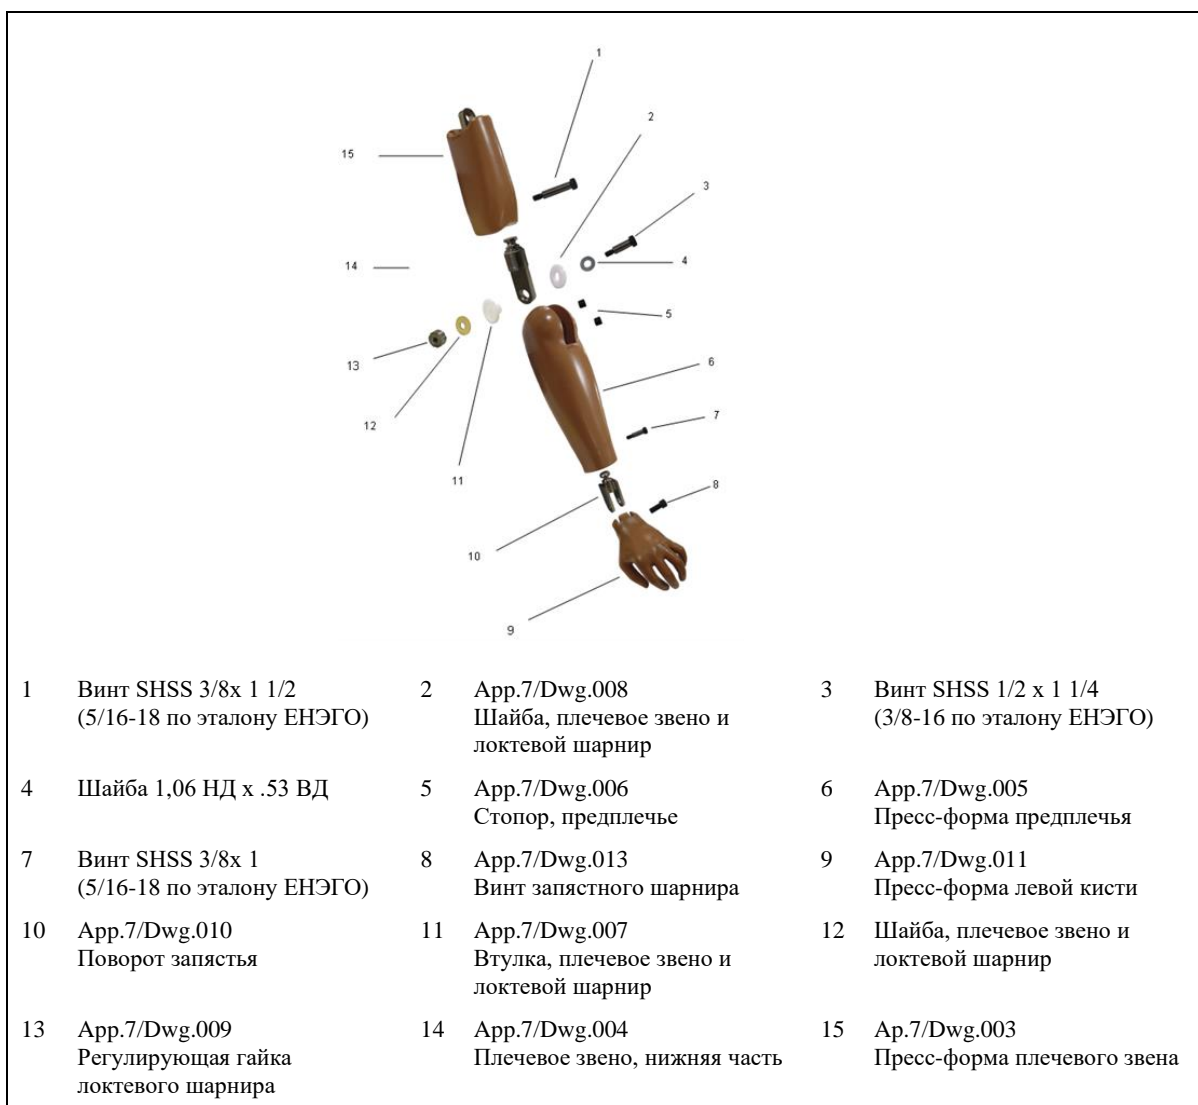 1
2
15
3
14
4
5
13
6
12
7
11
8
10
9
1 Винт SHSS 3/8x 1 1/2 2 App.7/Dwg.008 3 Винт SHSS 1/2 x 1 1/4
(5/16-18 по эталону ЕНЭГО) Шайба, плечевое звено и (3/8-16 по эталону ЕНЭГО)
локтевой шарнир
4 Шайба 1,06 НД x .53 ВД 5 App.7/Dwg.006 6 App.7/Dwg.005
Стопор, предплечье Пресс-форма предплечья
7 Винт SHSS 3/8x 1 8 App.7/Dwg.013 9 App.7/Dwg.011
(5/16-18 по эталону ЕНЭГО) Винт запястного шарнира Пресс-форма левой кисти
10 App.7/Dwg.010 11 App.7/Dwg.007 12 Шайба, плечевое звено и
Поворот запястья Втулка, плечевое звено и локтевой шарнир
локтевой шарнир
13 App.7/Dwg.009 14 App.7/Dwg.004 15 Ap.7/Dwg.003
Регулирующая гайка Плечевое звено, нижняя часть Пресс-форма плечевого звена
локтевого шарнира